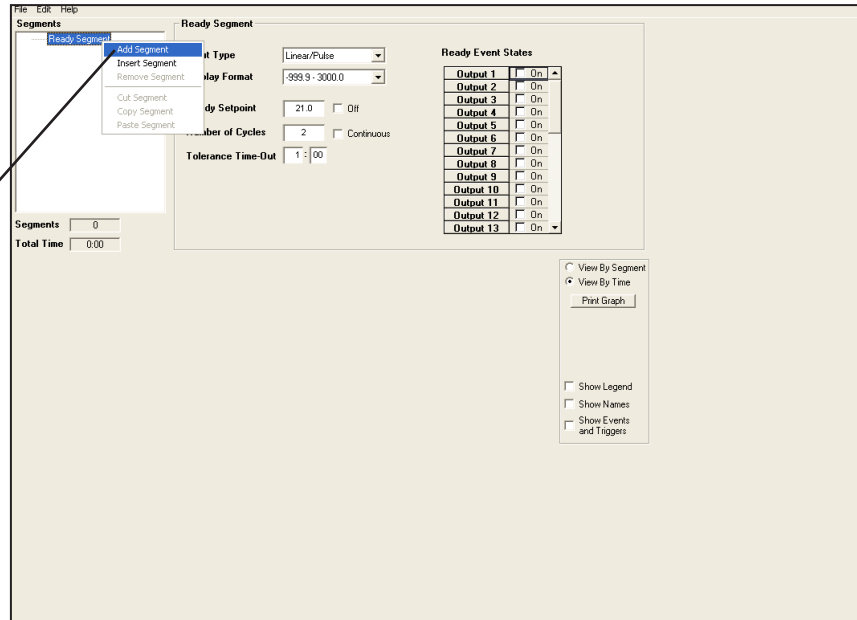 File Edit Help
Segments
Ready Segment
Add Segment
Insert Segment
Remove Segment
Cut Segment
Copy Segment
Paste Segment
Segments 0
Total Time 0:00
Ready Segment
Type
Linear/Pulse
Format
-999.9 - 3000.0
Setpoint
21.0
Off
of Cycles
2
Continuous
Tolerance Time-Out
1 : 00
Ready Event States
Output 1 On
Output 2 On
Output 3 On
Output 4 On
Output 5 On
Output 6 On
Output 7 On
Output 8 On
Output 9 On
Output 10 On
Output 11 On
Output 12 On
Output 13 On
View By Segment
View By Time
Print Graph
Show Legend
Show Names
Show Events
and Triggers